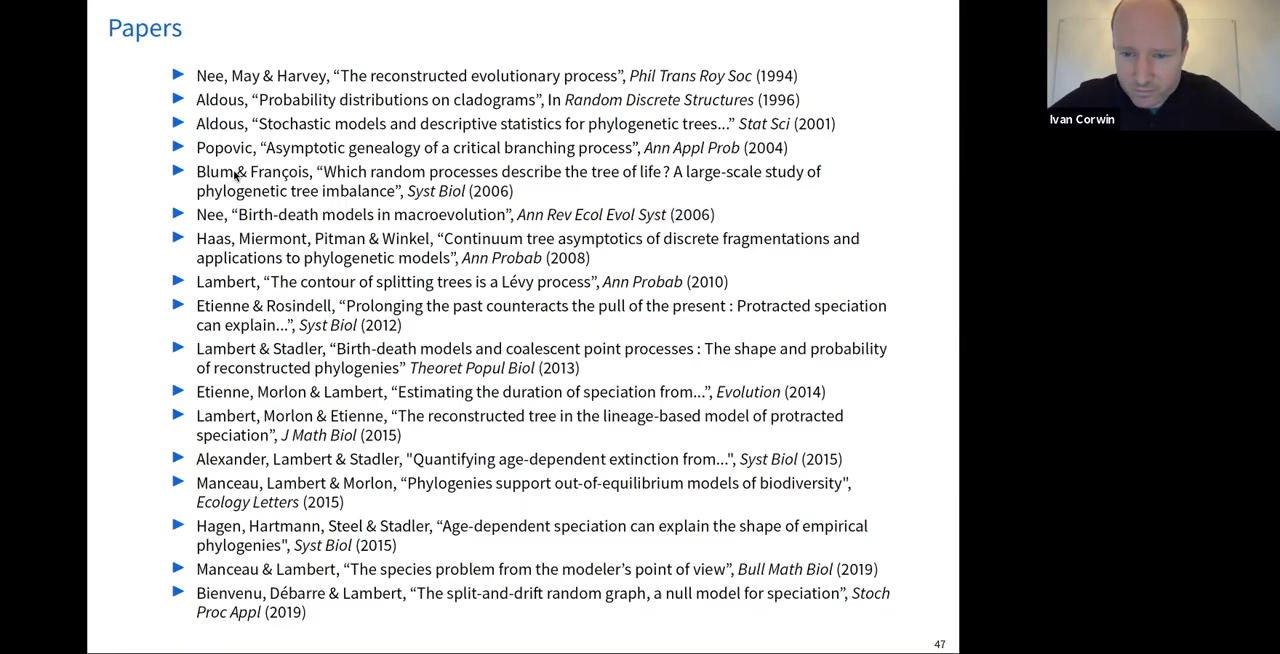 Papers
Nee, May & Harvey, “The reconstructed evolutionary process”, Phil Trans Roy Soc (1994)
Aldous, “Probability distributions on cladograms”, In Random Discrete Structures (1996)
Aldous, “Stochastic models and descriptive statistics for phylogenetic trees...” Stat Sci (2001)
Popovic, “Asymptotic genealogy of a critical branching process”, Ann Appl Prob (2004)
Blum & François, “Which random processes describe the tree of life ? A large-scale study of
phylogenetic tree imbalance”, Syst Biol (2006)
Nee, “Birth-death models in macroevolution”, Ann Rev Ecol Evol Syst (2006)
Haas, Miermont, Pitman & Winkel, “Continuum tree asymptotics of discrete fragmentations and
applications to phylogenetic models”, Ann Probab (2008)
Lambert, “The contour of splitting trees is a Lévy process”, Ann Probab (2010)
Etienne & Rosindell, “Prolonging the past counteracts the pull of the present : Protracted speciation
can explain...”, Syst Biol (2012)
Lambert & Stadler, “Birth-death models and coalescent point processes : The shape and probability
of reconstructed phylogenies” Theoret Popul Biol (2013)
Etienne, Morlon & Lambert, “Estimating the duration of speciation from...”, Evolution (2014)
Lambert, Morlon & Etienne, “The reconstructed tree in the lineage-based model of protracted
speciation”, J Math Biol (2015)
Alexander, Lambert & Stadler, "Quantifying age-dependent extinction from...", Syst Biol (2015)
Manceau, Lambert & Morlon, “Phylogenies support out-of-equilibrium models of biodiversity",
Ecology Letters (2015)
Hagen, Hartmann, Steel & Stadler, “Age-dependent speciation can explain the shape of empirical
phylogenies", Syst Biol (2015)
Manceau & Lambert, “The species problem from the modeler’s point of view”, Bull Math Biol (2019)
Bienvenu, Débarre & Lambert, “The split-and-drift random graph, a null model for speciation”, Stoch
Proc Appl (2019)
47
Ivan Corwin